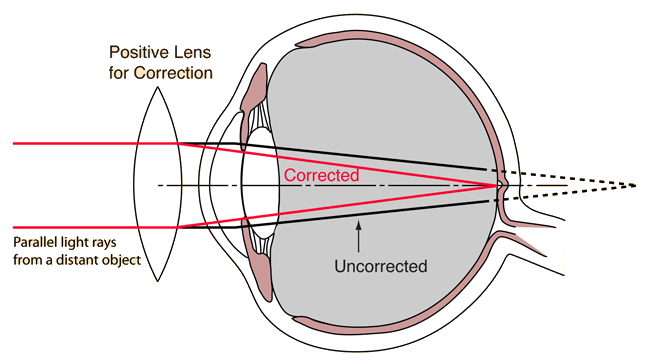 Positive Lens
for Correction
Corrected
Parallel light rays
from a distant object
Uncorrected